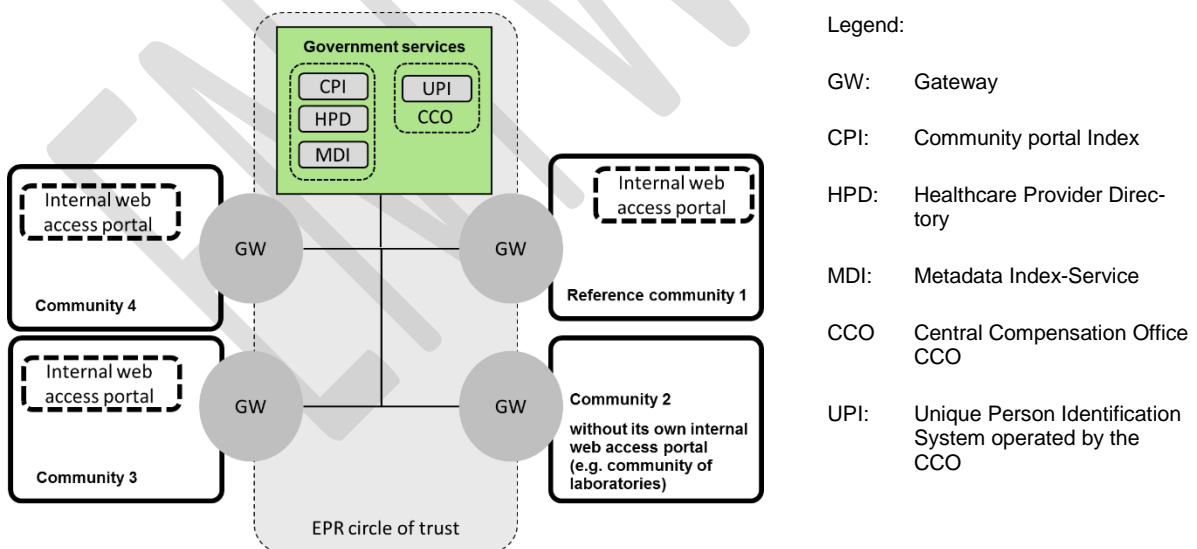 Government services
CPI
HPD
MDI
UPI
CCO
Internal web
access portal
Community 4
GW
GW
Internal web
access portal
Reference community 1
Internal web
access portal
Community 3
GW
GW
Community 2
without its own internal
web access portal
(e.g. community of
laboratories)
EPR circle of trust
Legend:
GW: Gateway
CPI: Community portal Index
HPD: Healthcare Provider Direc-
tory
MDI: Metadata Index-Service
CCO Central Compensation Office
CCO
UPI: Unique Person Identification
System operated by the
CCO